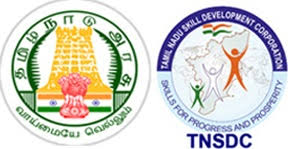 தமிழ் நாடு அரசு
வாய்மையே வெல்லும்
TAMIL NADU SKILL DEVELOPMENT CORPORATION
SKILLS FOR PROGRESS AND PROSPERITY
TNSDC